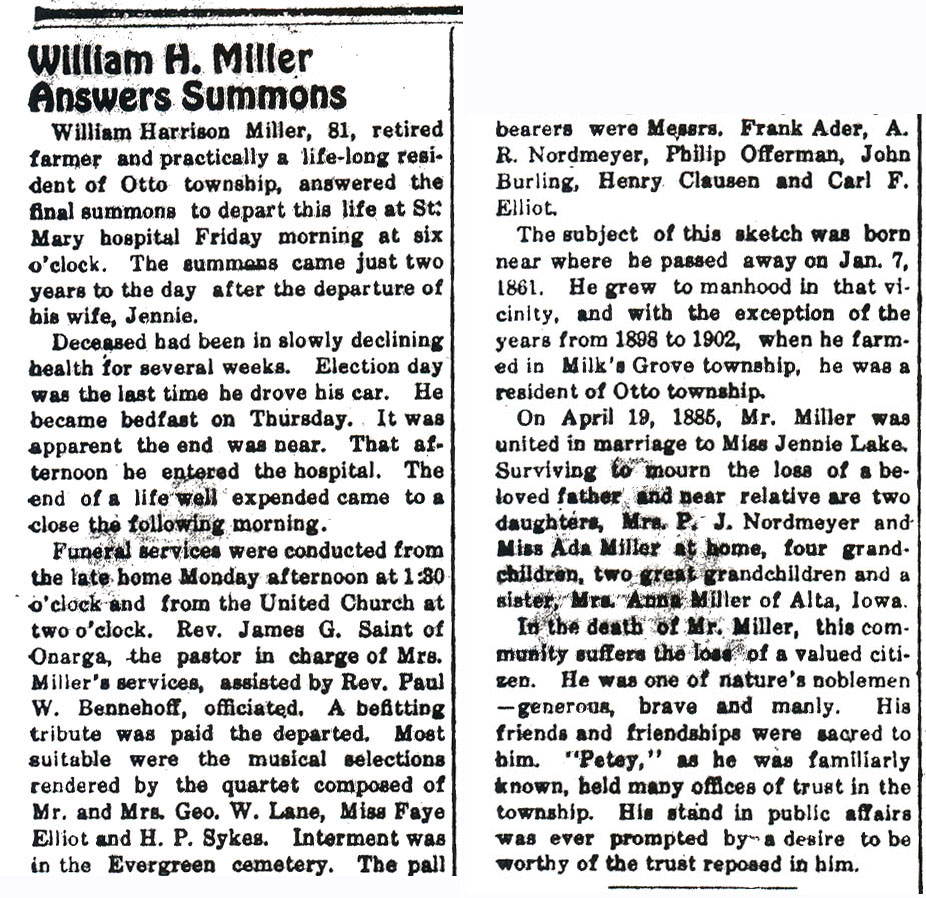 William H. Miller
Answers Summons
William Harrison Miller, 81, retired
farmer and practically a life-long resi-
dent of Otto township, answered the
final summons to depart this life at St.
Mary hospital Friday morning at six
o'clock. The summons came just two
years to the day after the departure of
his wife, Jennie.
Deceased had been in slowly declining
health for several weeks. Election day
was the last time he drove his car. He
became bedfast on Thursday. It was
apparent the end was near. That af-
ternoon he entered the hospital. The
end of a life well expended came to a
close the following morning.
Funeral services were conducted from
the late home Monday afternoon at 1:30
o'clock and from the United Church at
two o'clock. Rev. James G. Saint of
Onarga, the pastor in charge of Mrs.
Miller's services, assisted by Rev. Paul
W. Bennehoff, officiated. A befitting
tribute was paid the departed. Most
suitable were the musical selections
rendered by the quartet composed of
Mr. and Mrs. Geo. W. Lane, Miss Faye
Elliot and H. P. Sykes. Interment was
in the Evergreen cemetery. The pall
bearers were Messrs. Frank Ader, A.
R. Nordmeyer, Philip Offerman, John
Burling, Henry Clausen and Carl F.
Elliot.
The subject of this sketch was born
near where he passed away on Jan. 7,
1861. He grew to manhood in that vi-
cinity, and with the exception of the
years from 1898 to 1902, when he farm-
ed in Milk's Grove township, he was a
resident of Otto township.
On April 19, 1885, Mr. Miller was
united in marriage to Miss Jennie Lake.
Surviving to mourn the loss of a be-
loved father and near relative are two
daughters, Mrs. P. J. Nordmeyer and
Miss Ada Miller at home, four grand-
children, two great grandchildren and a
sister, Mrs. Anna Miller of Alta, Iowa.
In the death of Mr. Miller, this com-
munity suffers the loss of a valued citi-
zen. He was one of nature's noblemen
—generous, brave and manly. His
friends and friendships were sacred to
him. "Petey," as he was familiarly
known, held many offices of trust in the
township. His stand in public affairs
was ever prompted by a desire to be
worthy of the trust reposed in him.